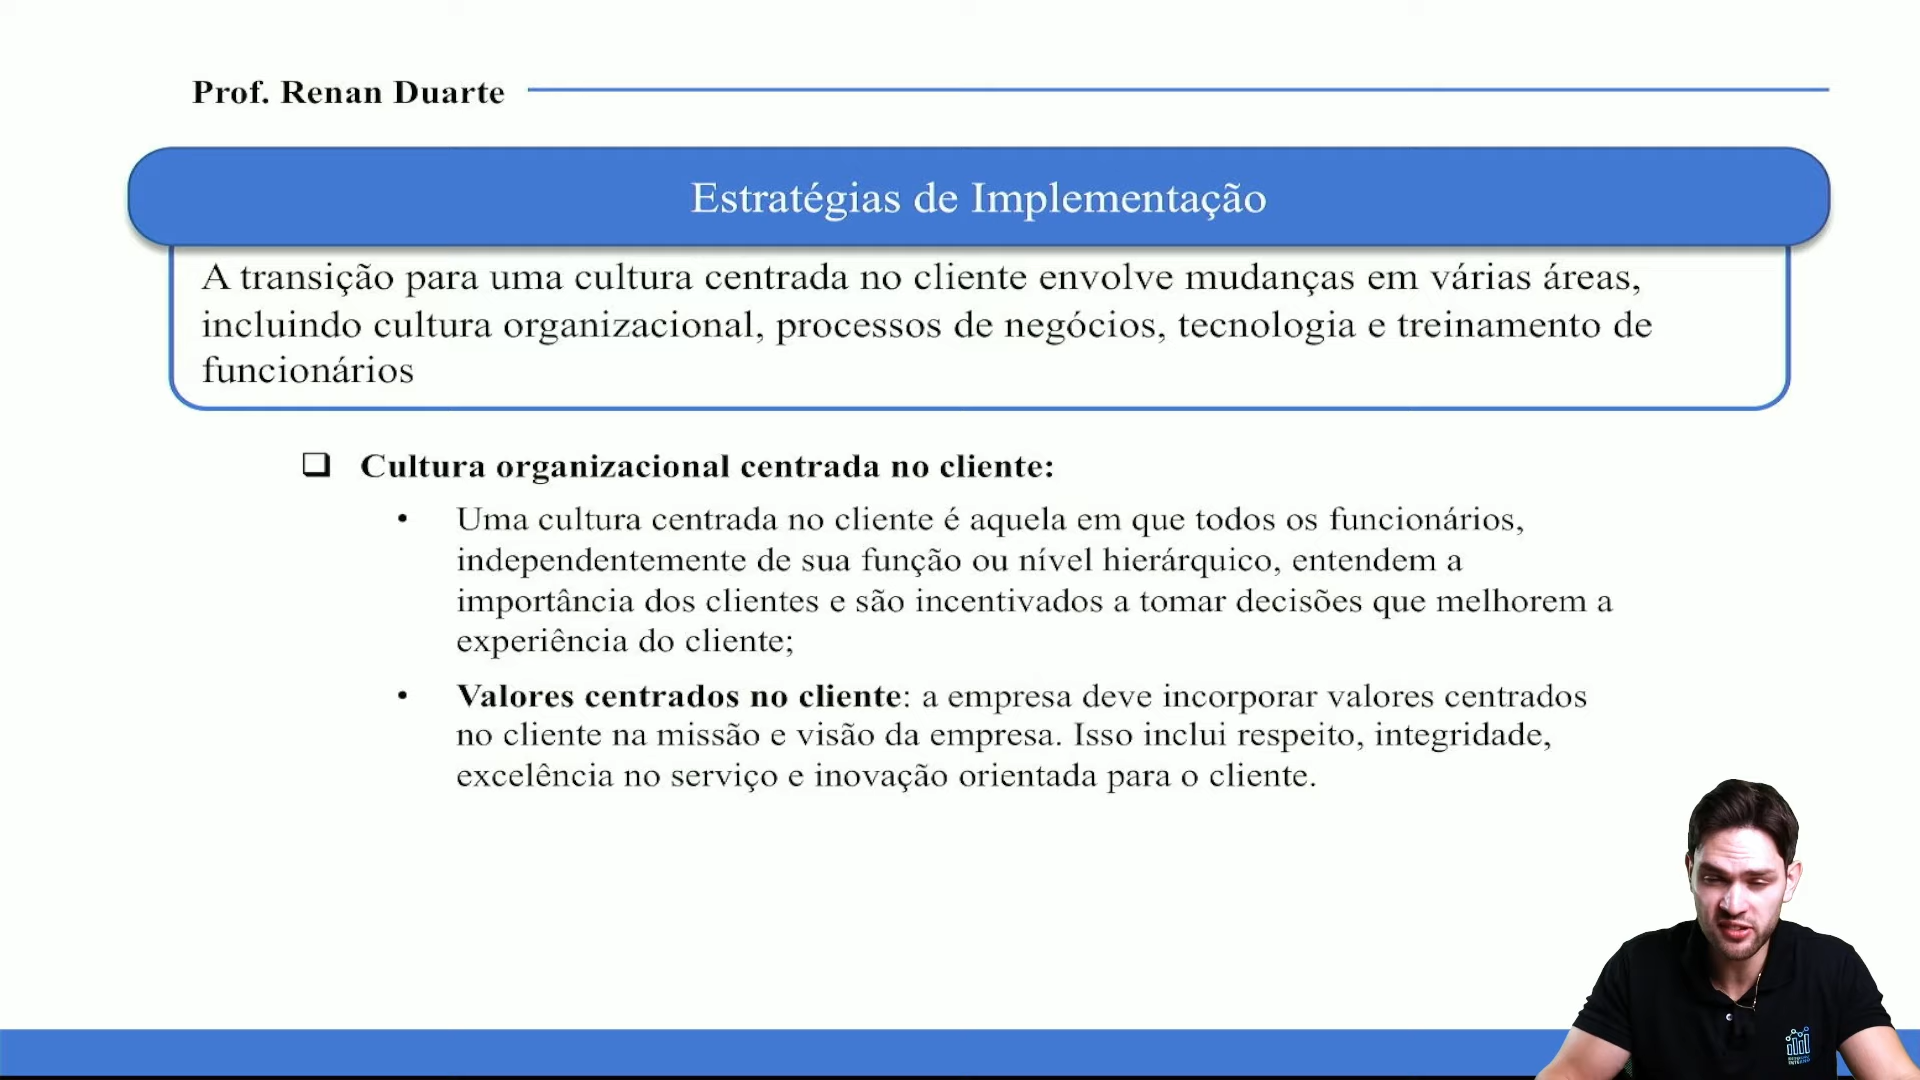 Prof. Renan Duarte
Estratégias de Implementação
A transição para uma cultura centrada no cliente envolve mudanças em várias áreas,
incluindo cultura organizacional, processos de negócios, tecnologia e treinamento de
funcionários
❑ Cultura organizacional centrada no cliente:
• Uma cultura centrada no cliente é aquela em que todos os funcionários,
independentemente de sua função ou nível hierárquico, entendem a
importância dos clientes e são incentivados a tomar decisões que melhorem a
experiência do cliente;
• Valores centrados no cliente: a empresa deve incorporar valores centrados
no cliente na missão e visão da empresa. Isso inclui respeito, integridade,
excelência no serviço e inovação orientada para o cliente.